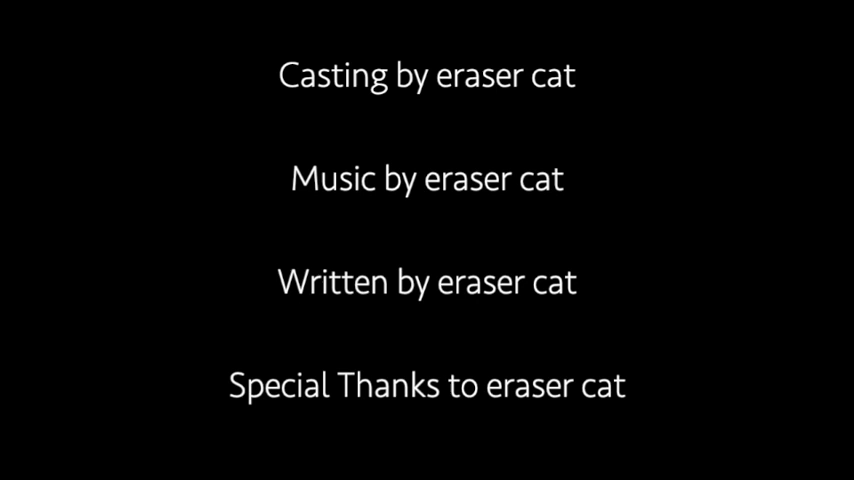 Casting by eraser cat
Music by eraser cat
Written by eraser cat
Special Thanks to eraser cat